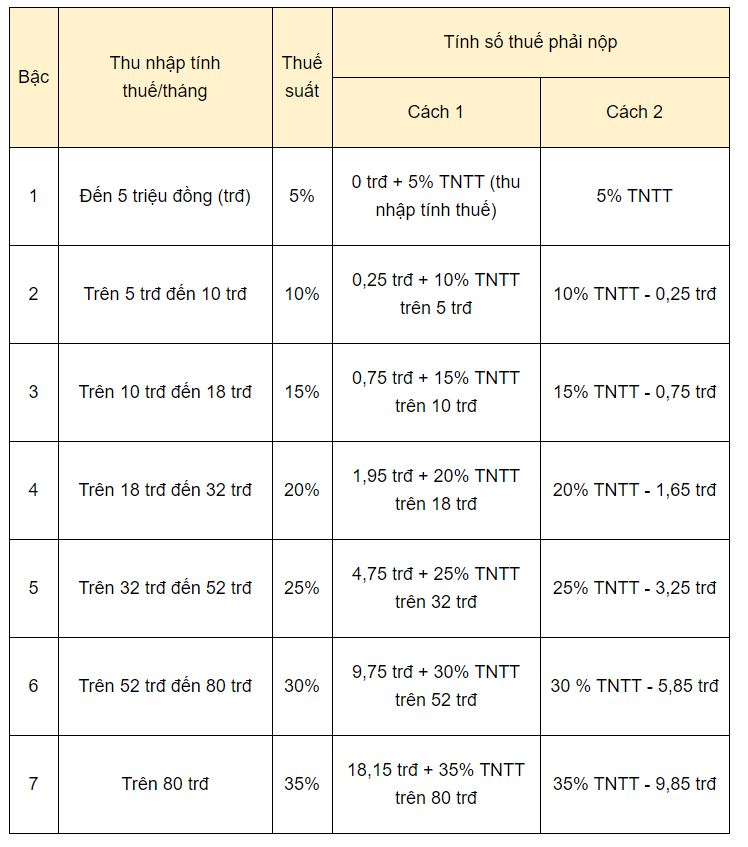 Bậc
Thu nhập tính
thuế/tháng
Thuế
suất
Tính số thuế phải nộp
Cách 1
Cách 2
1
Đến 5 triệu đồng (trđ)
5%
0 trđ + 5% TNTT (thu
nhập tính thuế)
5% TNTT
2
Trên 5 trđ đến 10 trđ
10%
0,25 trđ + 10% TNTT
trên 5 trđ
10% TNTT - 0,25 trđ
3
Trên 10 trđ đến 18 trđ
15%
0,75 trđ + 15% TNTT
trên 10 trđ
15% TNTT - 0,75 trđ
4
Trên 18 trđ đến 32 trđ
20%
1,95 trđ + 20% TNTT
trên 18 trđ
20% TNTT - 1,65 trđ
5
Trên 32 trđ đến 52 trđ
25%
4,75 trđ + 25% TNTT
trên 32 trđ
25% TNTT - 3,25 trđ
6
Trên 52 trđ đến 80 trđ
30%
9,75 trđ + 30% TNTT
trên 52 trđ
30 % TNTT - 5,85 trđ
7
Trên 80 trđ
35%
18,15 trđ + 35% TNTT
trên 80 trđ
35% TNTT - 9,85 trđ